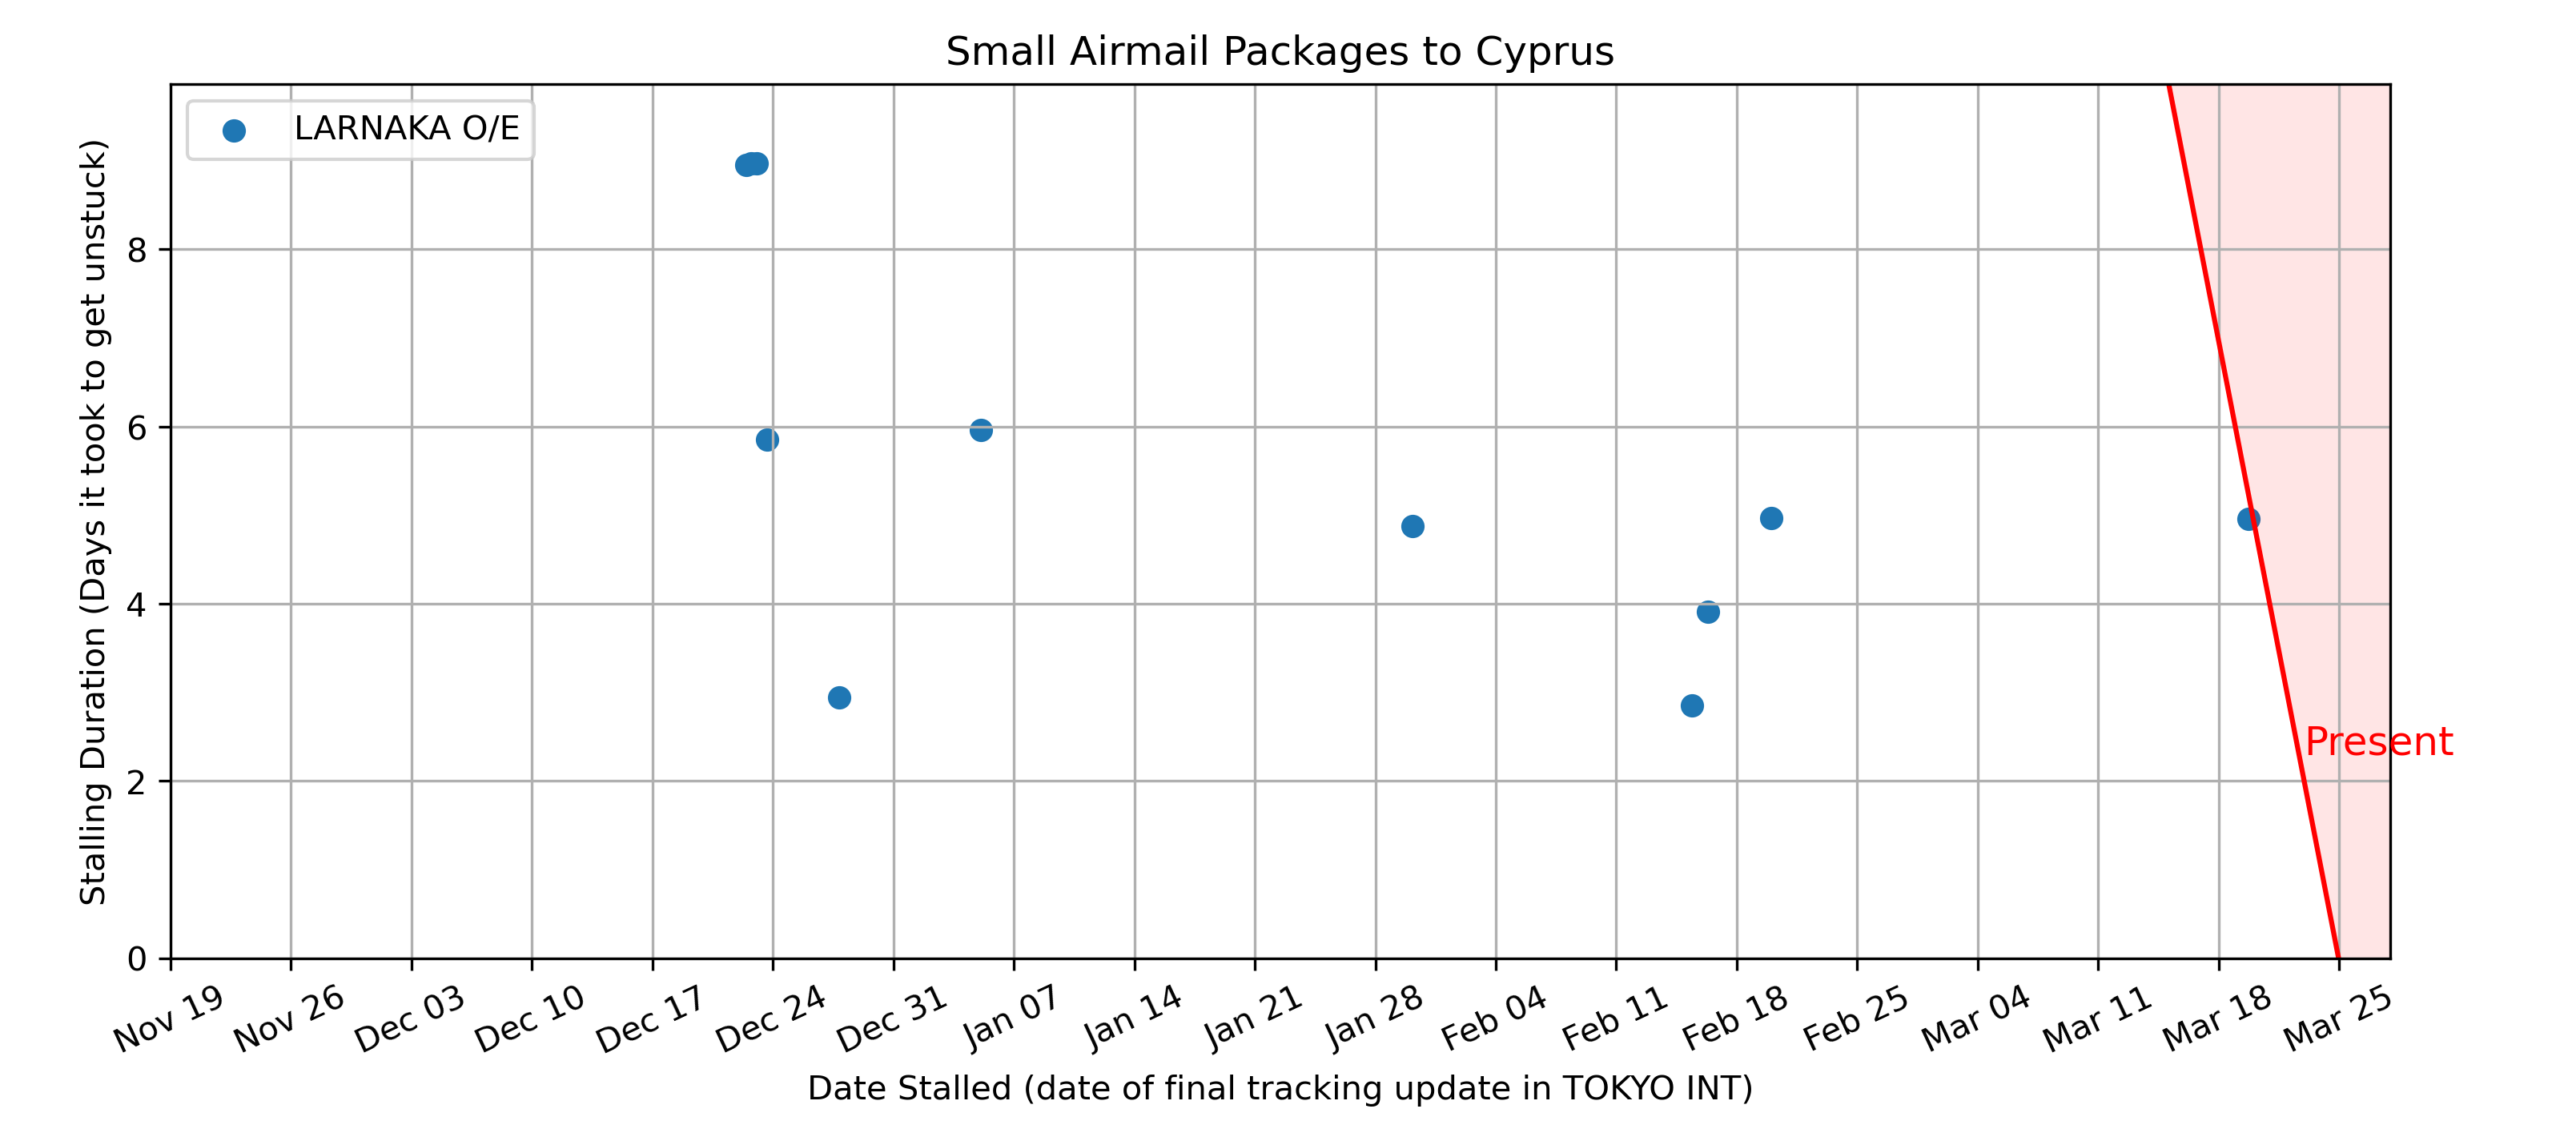 Small Airmail Packages to Cyprus
LARNAKA O/E
Stalling Duration (Days it took to get unstuck)
8
6
4
2
0
Present
Nov 19
Nov 26
Dec 03
Dec 10
Dec 17
Dec 24
Dec 31
Jan 07
Jan 14
Jan 21
Jan 28
Feb 04
Feb 11
Feb 18
Feb 25
Mar 04
Mar 11
Mar 18
Mar 25
Date Stalled (date of final tracking update in TOKYO INT)